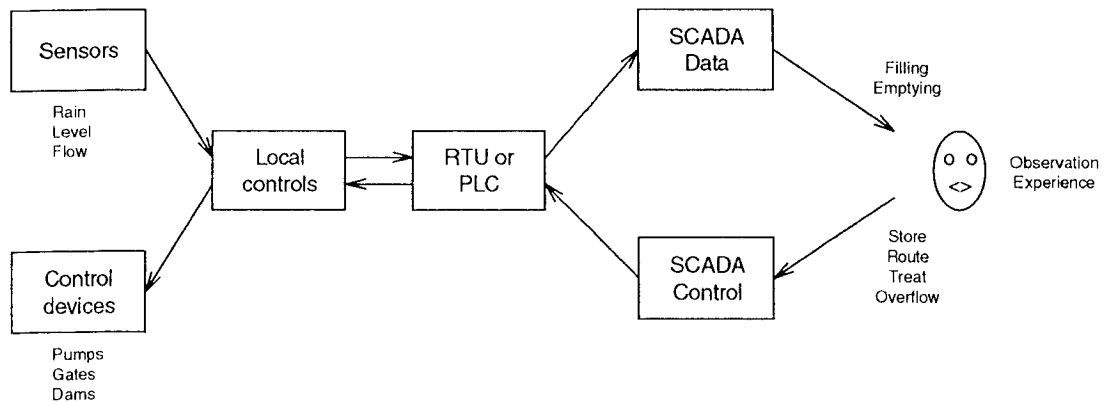 Sensors
Rain
Level
Flow
Local
controls
Control
devices
Pumps
Gates
Dams
RTU or
PLC
SCADA
Data
SCADA
Control
Filling
Emptying
Observation
Experience
Store
Route
Treat
Overflow